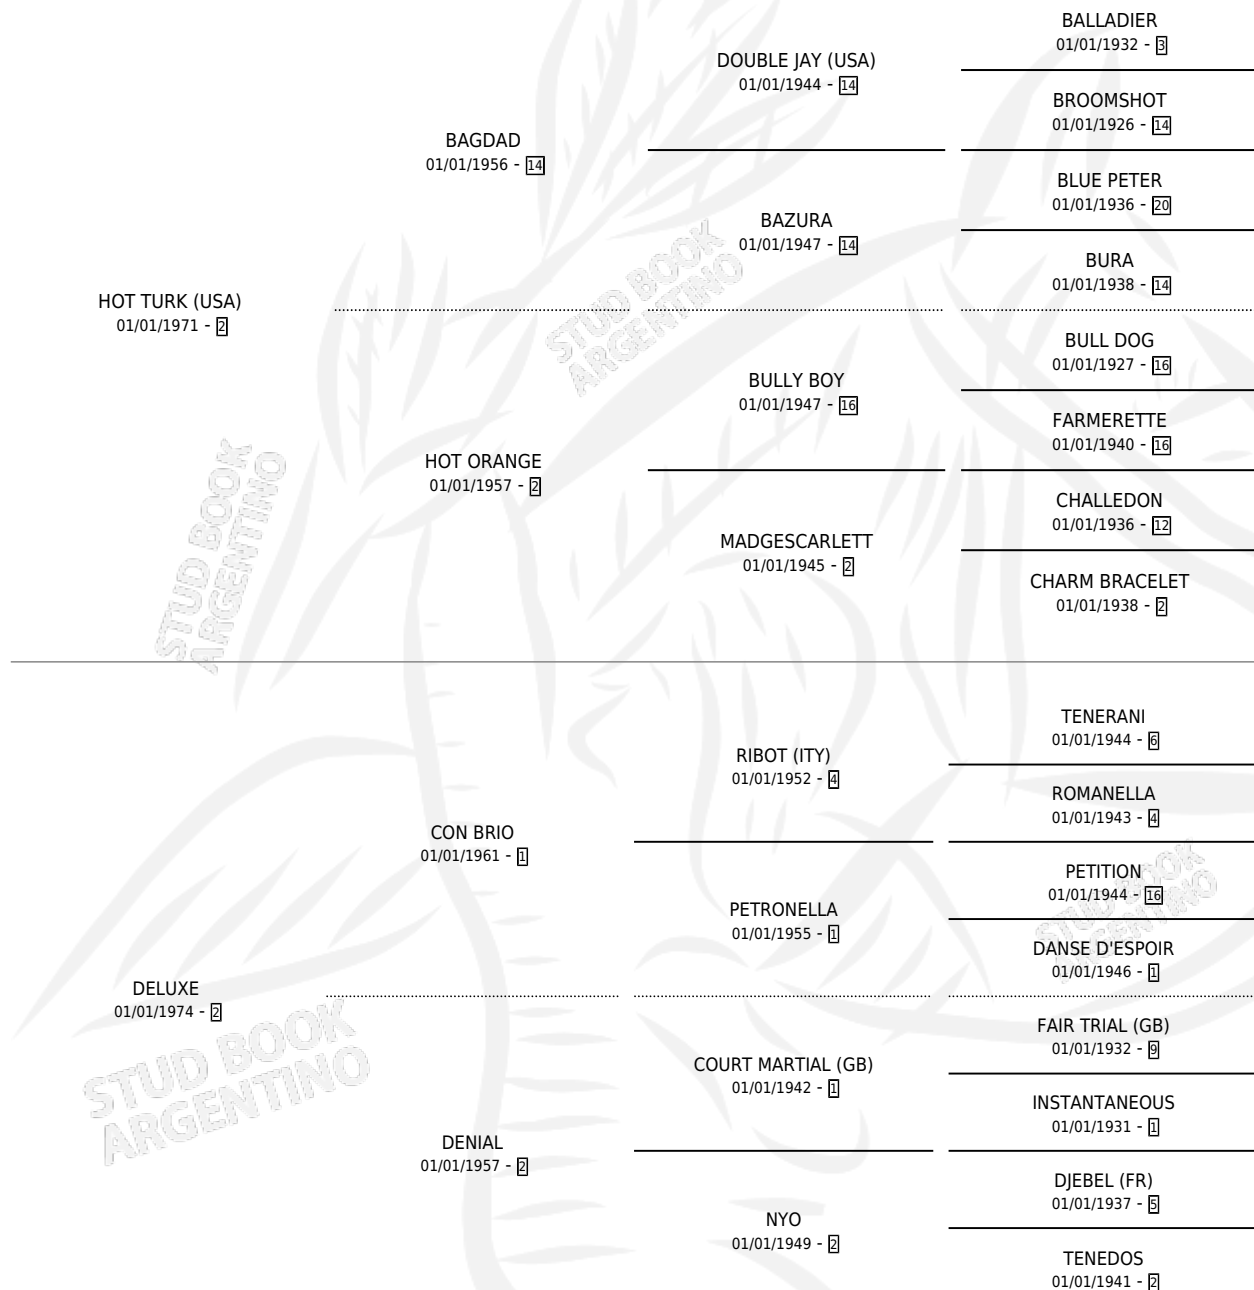 HOT TURK (USA)
01/01/1971 - 2
BAGDAD
01/01/1956 - 14
DOUBLE JAY (USA)
01/01/1944 - 14
BALLADIER
01/01/1932 - 3
BROOMSHOT
01/01/1926 - 14
BAZURA
01/01/1947 - 14
BLUE PETER
01/01/1936 - 20
BURA
01/01/1938 - 14
HOT ORANGE
01/01/1957 - 2
BULLY BOY
01/01/1947 - 16
BULL DOG
01/01/1927 - 16
FARMERETTE
01/01/1940 - 16
MADGESCARLETT
01/01/1945 - 2
CHALLEDON
01/01/1936 - 12
CHARM BRACELET
01/01/1938 - 2
DELUXE
01/01/1974 - 2
CON BRIO
01/01/1961 - 1
RIBOT (ITY)
01/01/1952 - 4
TENERANI
01/01/1944 - 6
ROMANELLA
01/01/1943 - 4
PETRONELLA
01/01/1955 - 1
PETITION
01/01/1944 - 16
DANSE D'ESPOIR
01/01/1946 - 1
DENIAL
01/01/1957 - 2
COURT MARTIAL (GB)
01/01/1942 - 1
FAIR TRIAL (GB)
01/01/1932 - 9
INSTANTANEOUS
01/01/1931 - 1
NYO
01/01/1949 - 2
DJEBEL (FR)
01/01/1937 - 5
TENEDOS
01/01/1941 - 2
STUD BOOK
ARGENTINO
STUD BOOK
ARGENTINO
STUD BOOK
ARGENTINO
STUD BOOK
ARGENTINO